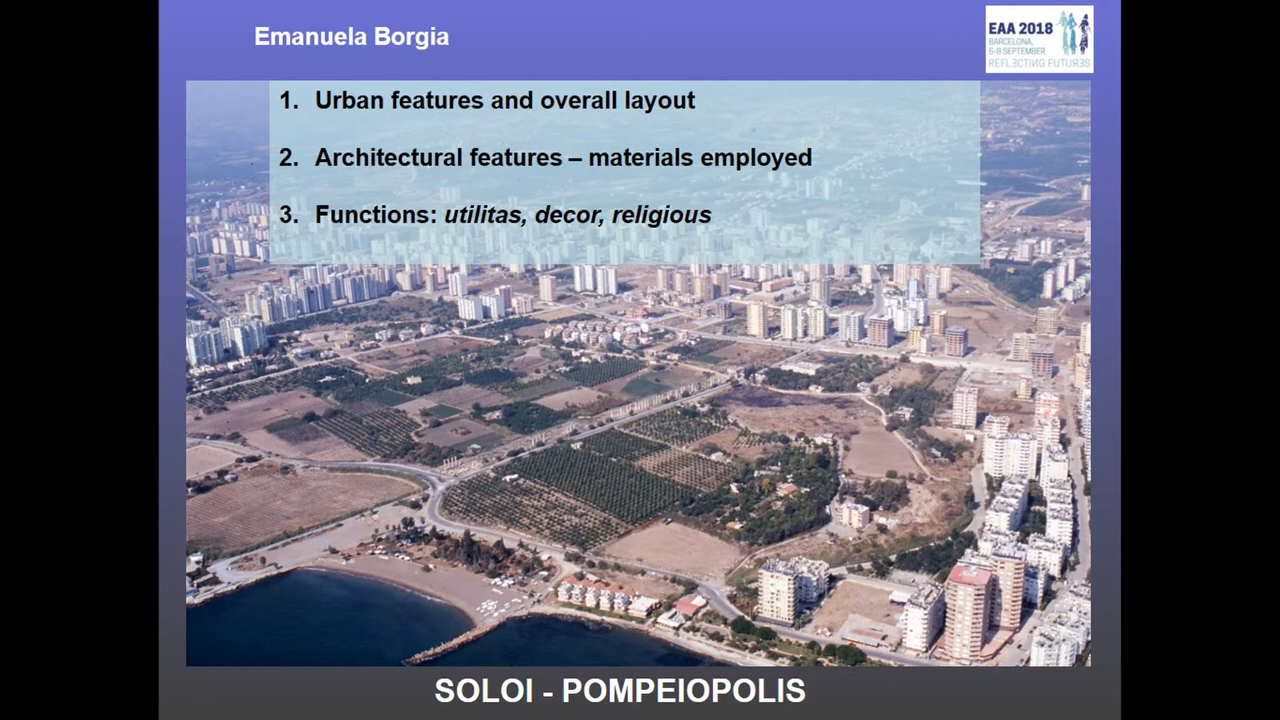 Emanuela Borgia
EAA 2018
BARCELONA,
5-8 SEPTEMBER
REFLECTING FUTURES
1. Urban features and overall layout
2. Architectural features – materials employed
3. Functions: utilitas, decor, religious
SOLOI - POMPEIOPOLIS